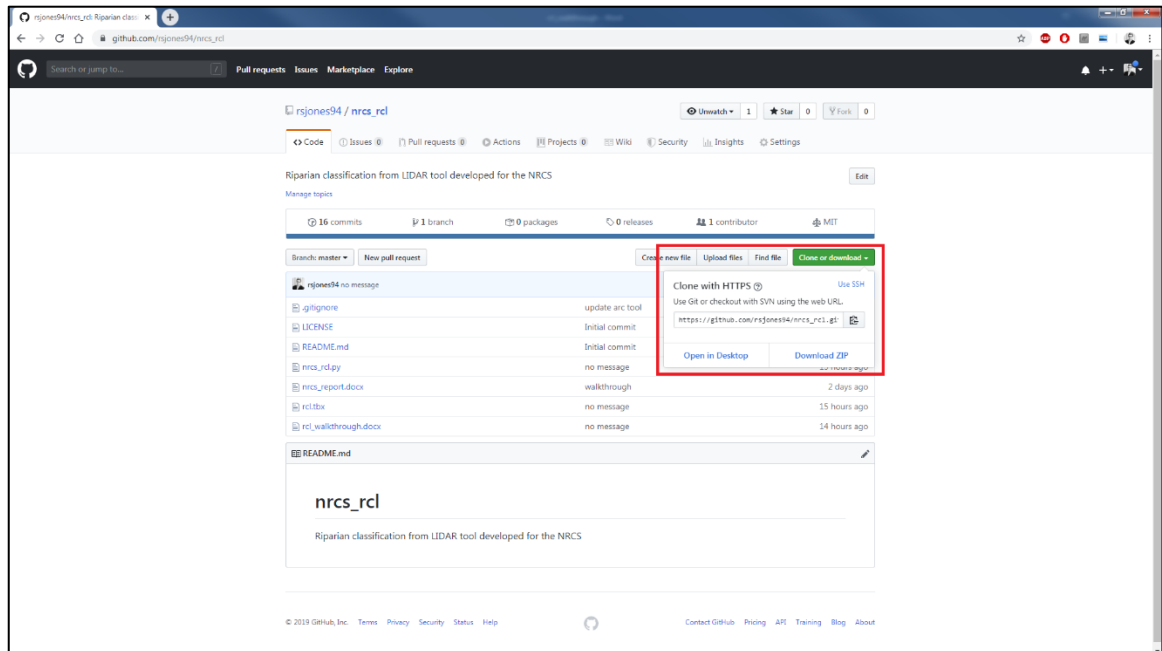 rsjones94/nrcs_rcl: Riparian class
github.com/rsjones94/nrcs_rcl
Search or jump to... / Pull requests Issues Marketplace Explore
rsjones94 / nrcs_rcl Unwatch 1 Star 0 Fork 0
Code Issues 0 Pull requests 0 Actions Projects 0 Wiki Security Insights Settings
Riparian classification from LIDAR tool developed for the NRCS Edit
Manage topics
16 commits 1 branch 0 packages 0 releases 1 contributor MIT
Branch: master New pull request Create new file Upload files Find file Clone or download
rsjones94 no message
Clone with HTTPS Use SSH
Use Git or checkout with SVN using the web URL.
https://github.com/rsjones94/nrcs_rcl.git
Open in Desktop Download ZIP
.gitignore update arc tool
LICENSE Initial commit
README.md Initial commit
nrcs_rcl.py no message 15 hours ago
nrcs_report.docx walkthrough 2 days ago
rcl.tbx no message 15 hours ago
rcl_walkthrough.docx no message 14 hours ago
README.md
nrcs_rcl
Riparian classification from LIDAR tool developed for the NRCS
© 2019 GitHub, Inc. Terms Privacy Security Status Help Contact GitHub Pricing API Training Blog About